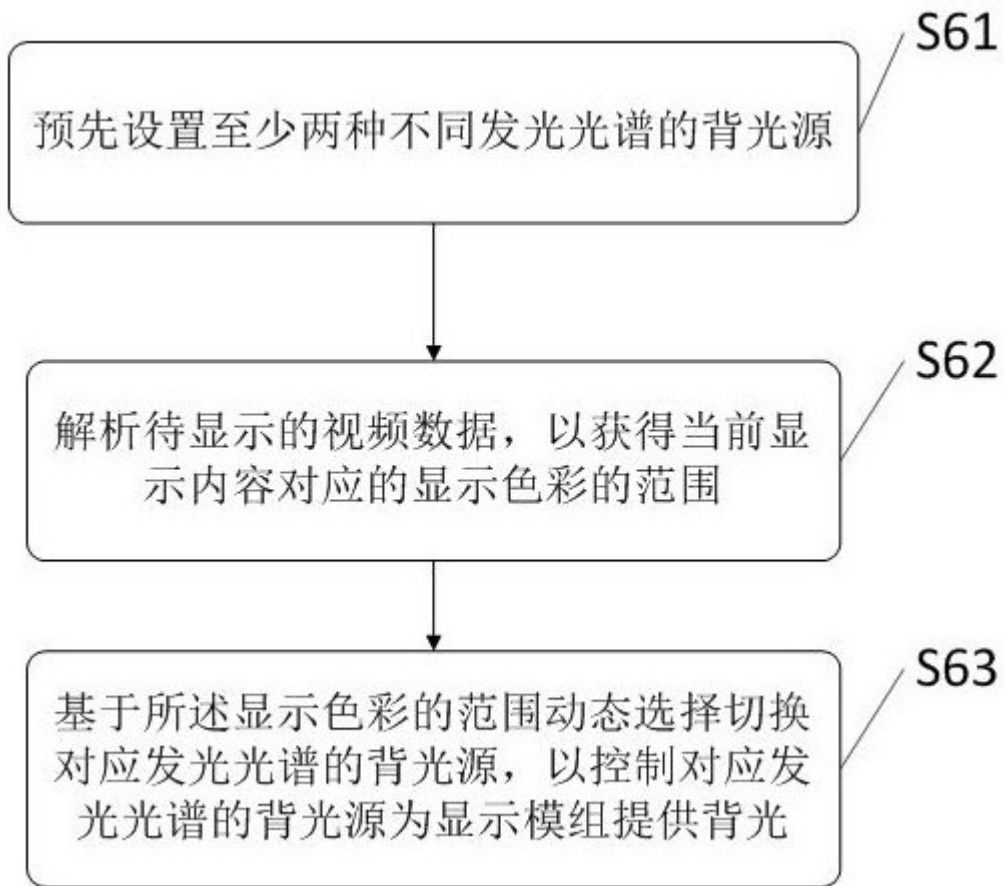 S61
预先设置至少两种不同发光光谱的背光源
S62
解析待显示的视频数据，以获得当前显
示内容对应的显示色彩的范围
S63
基于所述显示色彩的范围动态选择切换
对应发光光谱的背光源，以控制对应发
光光谱的背光源为显示模组提供背光